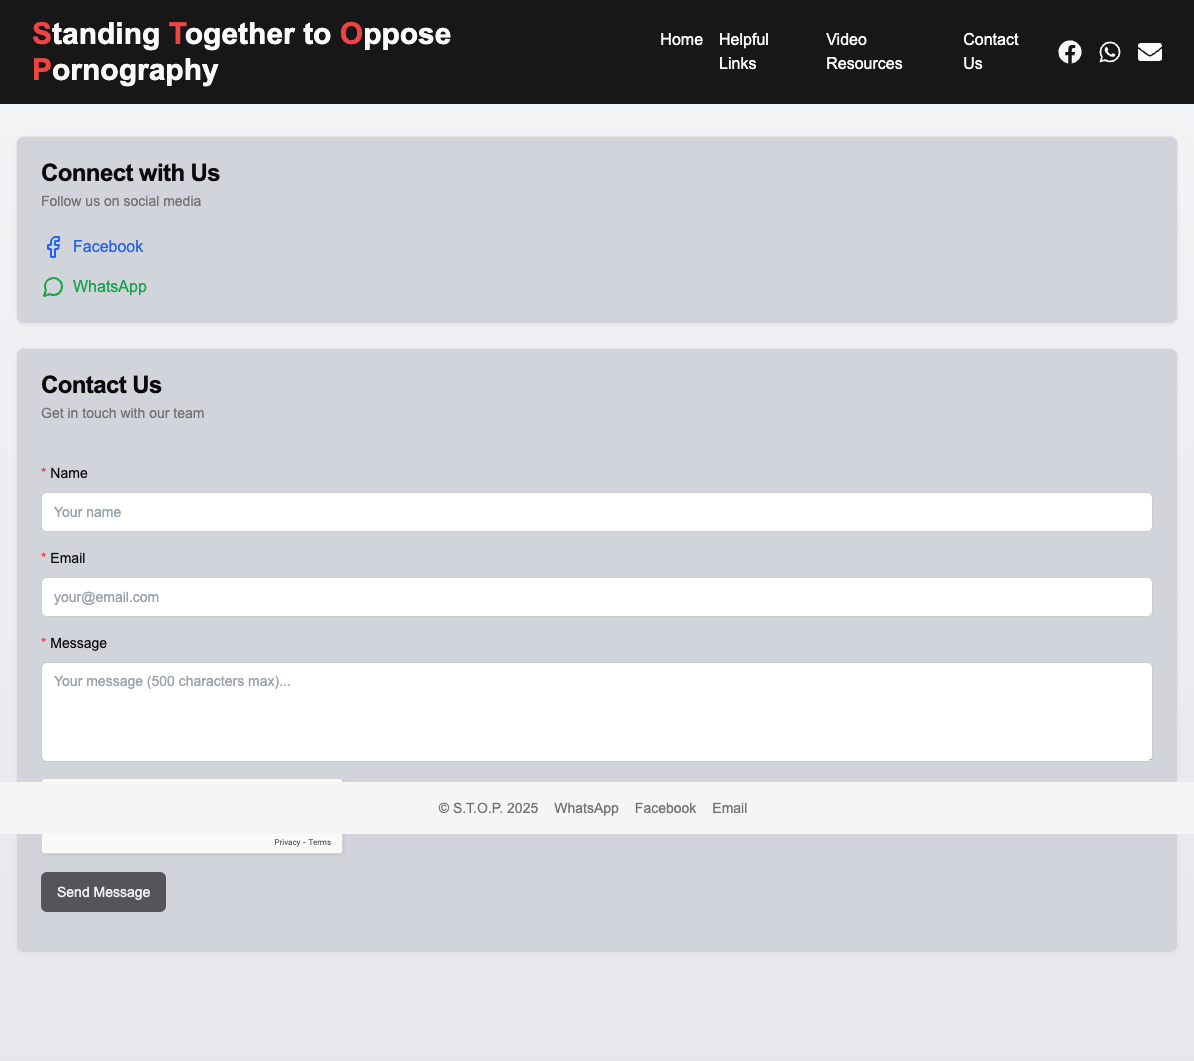 Standing Together to Oppose
Pornography
Home
Helpful
Links
Video
Resources
Contact
Us
Connect with Us
Follow us on social media
Facebook
WhatsApp
Contact Us
Get in touch with our team
* Name
Your name
* Email
your@email.com
* Message
Your message (500 characters max)...
© S.T.O.P. 2025 WhatsApp Facebook Email
Privacy - Terms
Send Message